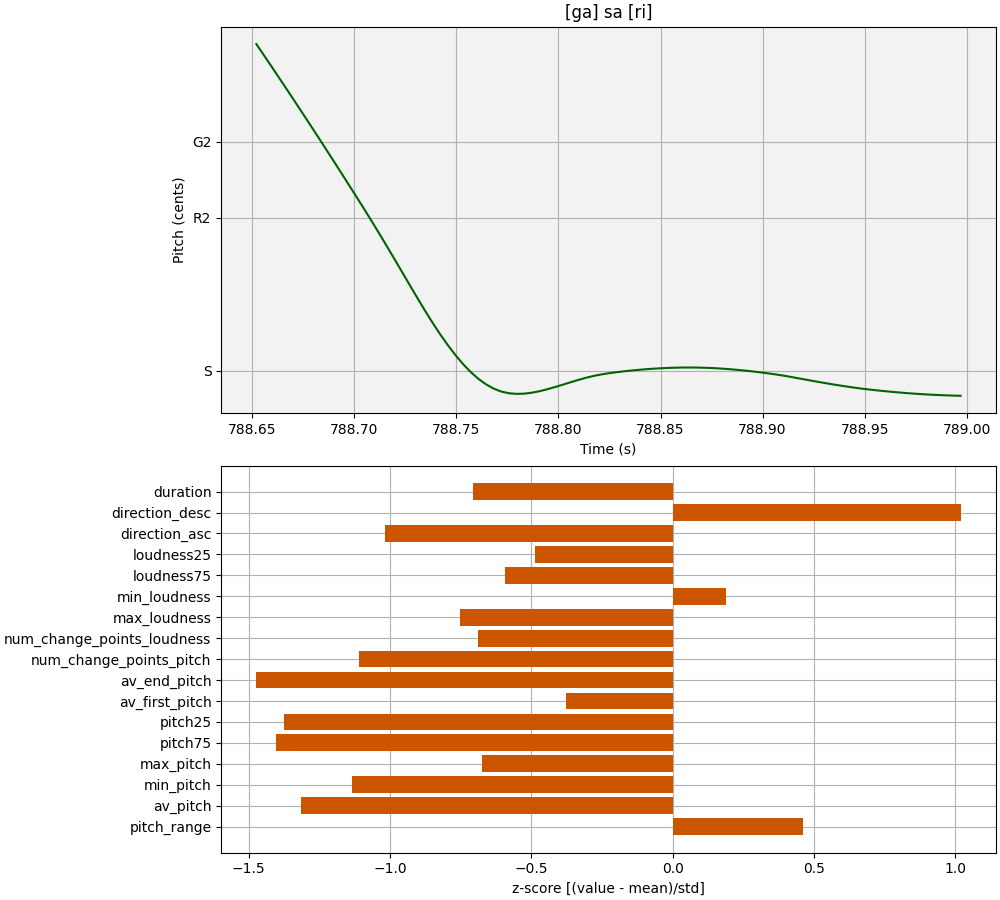 [ga] sa [ri]
Pitch (cents)
G2
R2
S
788.65 788.70 788.75 788.80 788.85 788.90 788.95 789.00
Time (s)
duration
direction_desc
direction_asc
loudness25
loudness75
min_loudness
max_loudness
num_change_points_loudness
num_change_points_pitch
av_end_pitch
av_first_pitch
pitch25
pitch75
max_pitch
min_pitch
av_pitch
pitch_range
−1.5 −1.0 −0.5 0.0 0.5 1.0
z-score [(value - mean)/std]